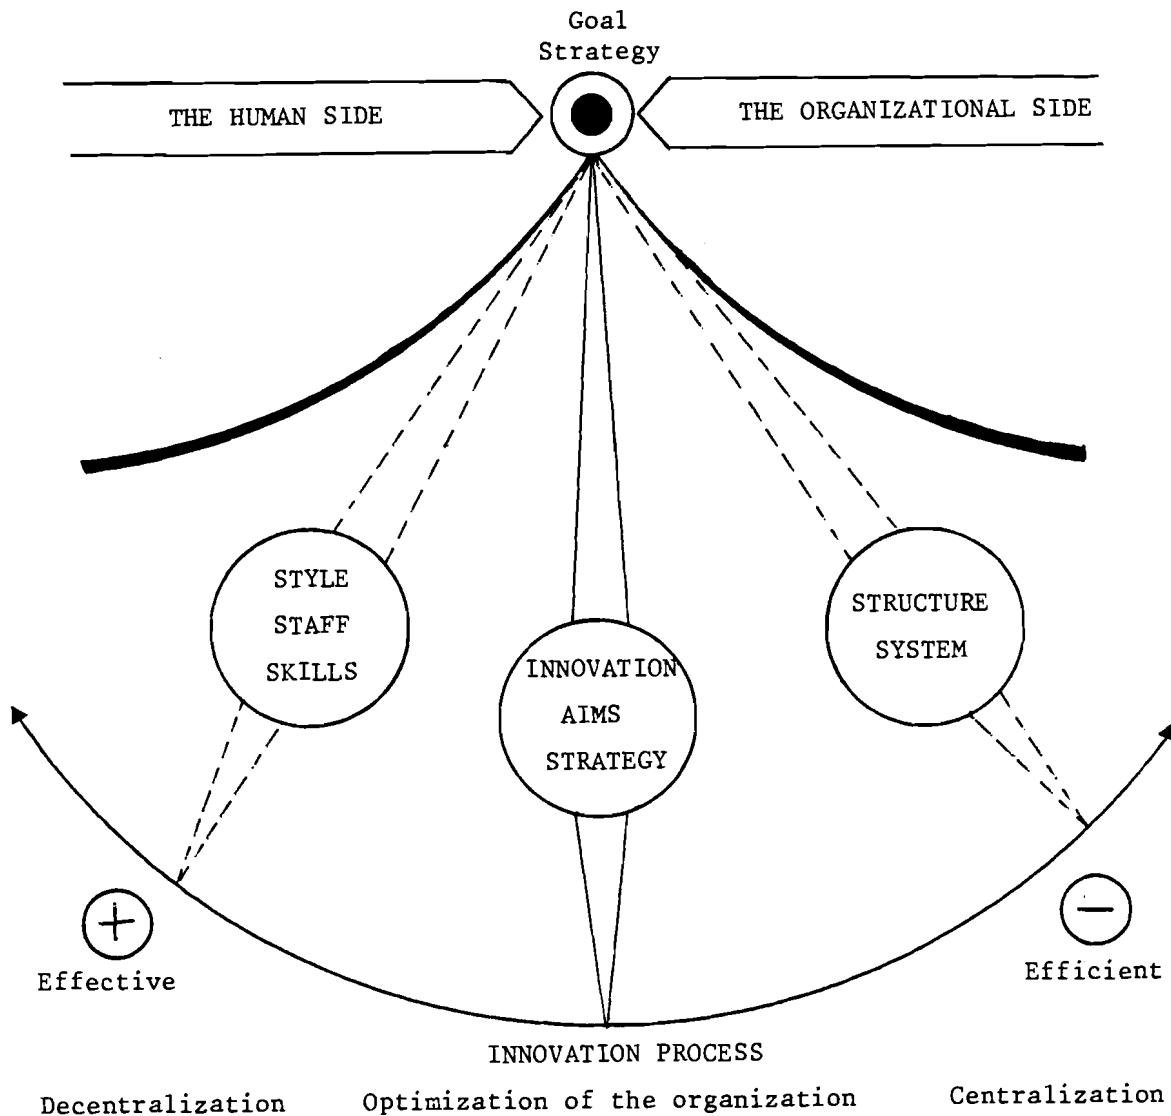 Goal
Strategy
THE HUMAN SIDE
THE ORGANIZATIONAL SIDE
STYLE
STAFF
SKILLS
INNOVATION
AIMS
STRATEGY
STRUCTURE
SYSTEM
+
Effective
−
Efficient
INNOVATION PROCESS
Decentralization
Optimization of the organization
Centralization